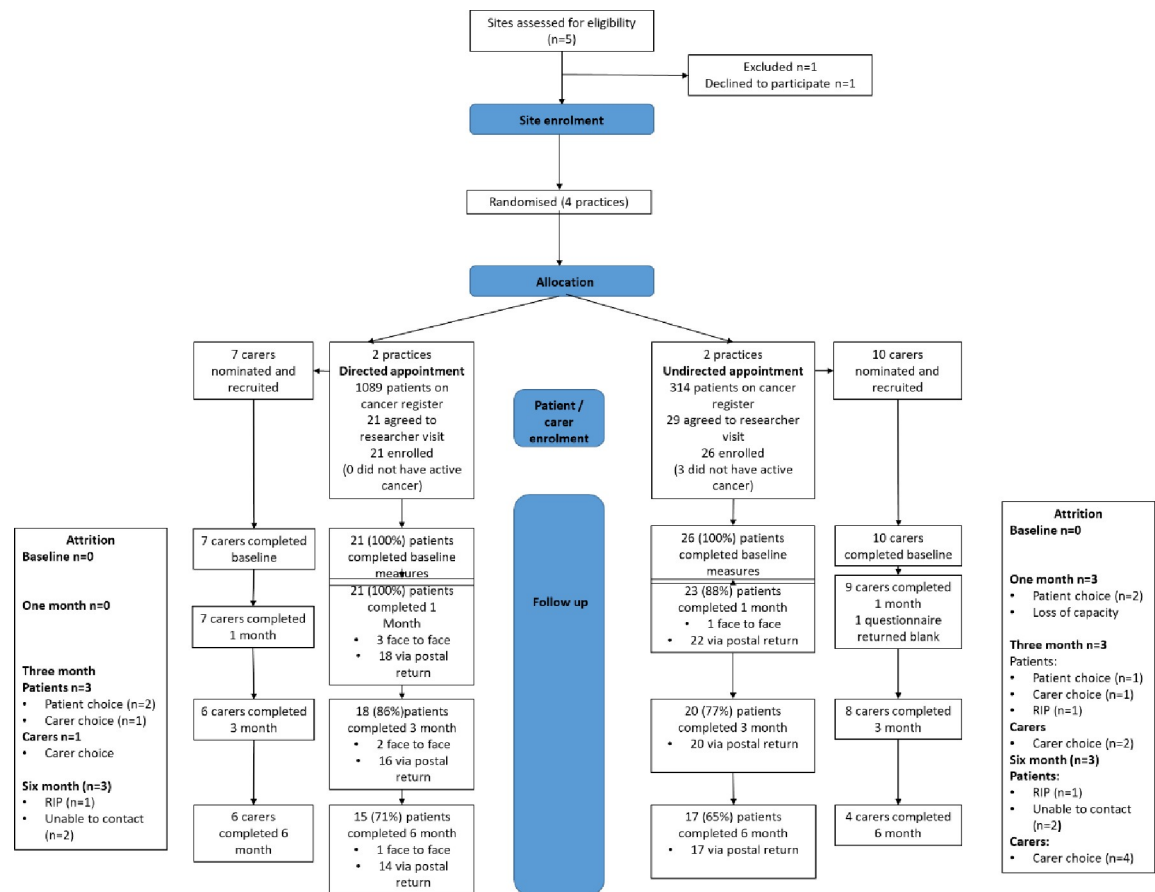 Sites assessed for eligibility
(n=5)
Excluded n=1
Declined to participate n=1
Site enrolment
Randomised (4 practices)
Allocation
7 carers
nominated and
recruited
2 practices
Directed appointment
1089 patients on
cancer register
21 agreed to
researcher visit
21 enrolled
(0 did not have active
cancer)
Patient /
carer
enrolment
2 practices
Undirected appointment
314 patients on cancer
register
29 agreed to researcher
visit
26 enrolled
(3 did not have active
cancer)
10 carers
nominated and
recruited
Attrition
Baseline n=0
One month n=0
Three month
Patients n=3
• Patient choice (n=2)
• Carer choice (n=1)
Carers n=1
• Carer choice
Six month (n=3)
• RIP (n=1)
• Unable to contact
(n=2)
7 carers completed
baseline
7 carers completed
1 month
6 carers completed
3 month
6 carers
completed 6
month
21 (100%) patients
completed baseline
measures
21 (100%) patients
completed 1
Month
• 3 face to face
• 18 via postal
return
18 (86%)patients
completed 3 month
• 2 face to face
• 16 via postal
return
15 (71%) patients
completed 6 month
• 1 face to face
• 14 via postal
return
Follow up
26 (100%) patients
completed baseline
measures
23 (88%) patients
completed 1 month
• 1 face to face
• 22 via postal return
20 (77%) patients
completed 3 month
• 20 via postal return
17 (65%) patients
completed 6 month
• 17 via postal return
10 carers
completed baseline
9 carers completed
1 month
1 questionnaire
returned blank
8 carers completed
3 month
4 carers completed
6 month
Attrition
Baseline n=0
One month n=3
• Patient choice (n=2)
• Loss of capacity
Three month n=3
Patients:
• Patient choice (n=1)
• Carer choice (n=1)
• RIP (n=1)
Carers
• Carer choice (n=2)
Six month (n=3)
Patients:
• RIP (n=1)
• Unable to contact
(n=2)
Carers:
• Carer choice (n=4)